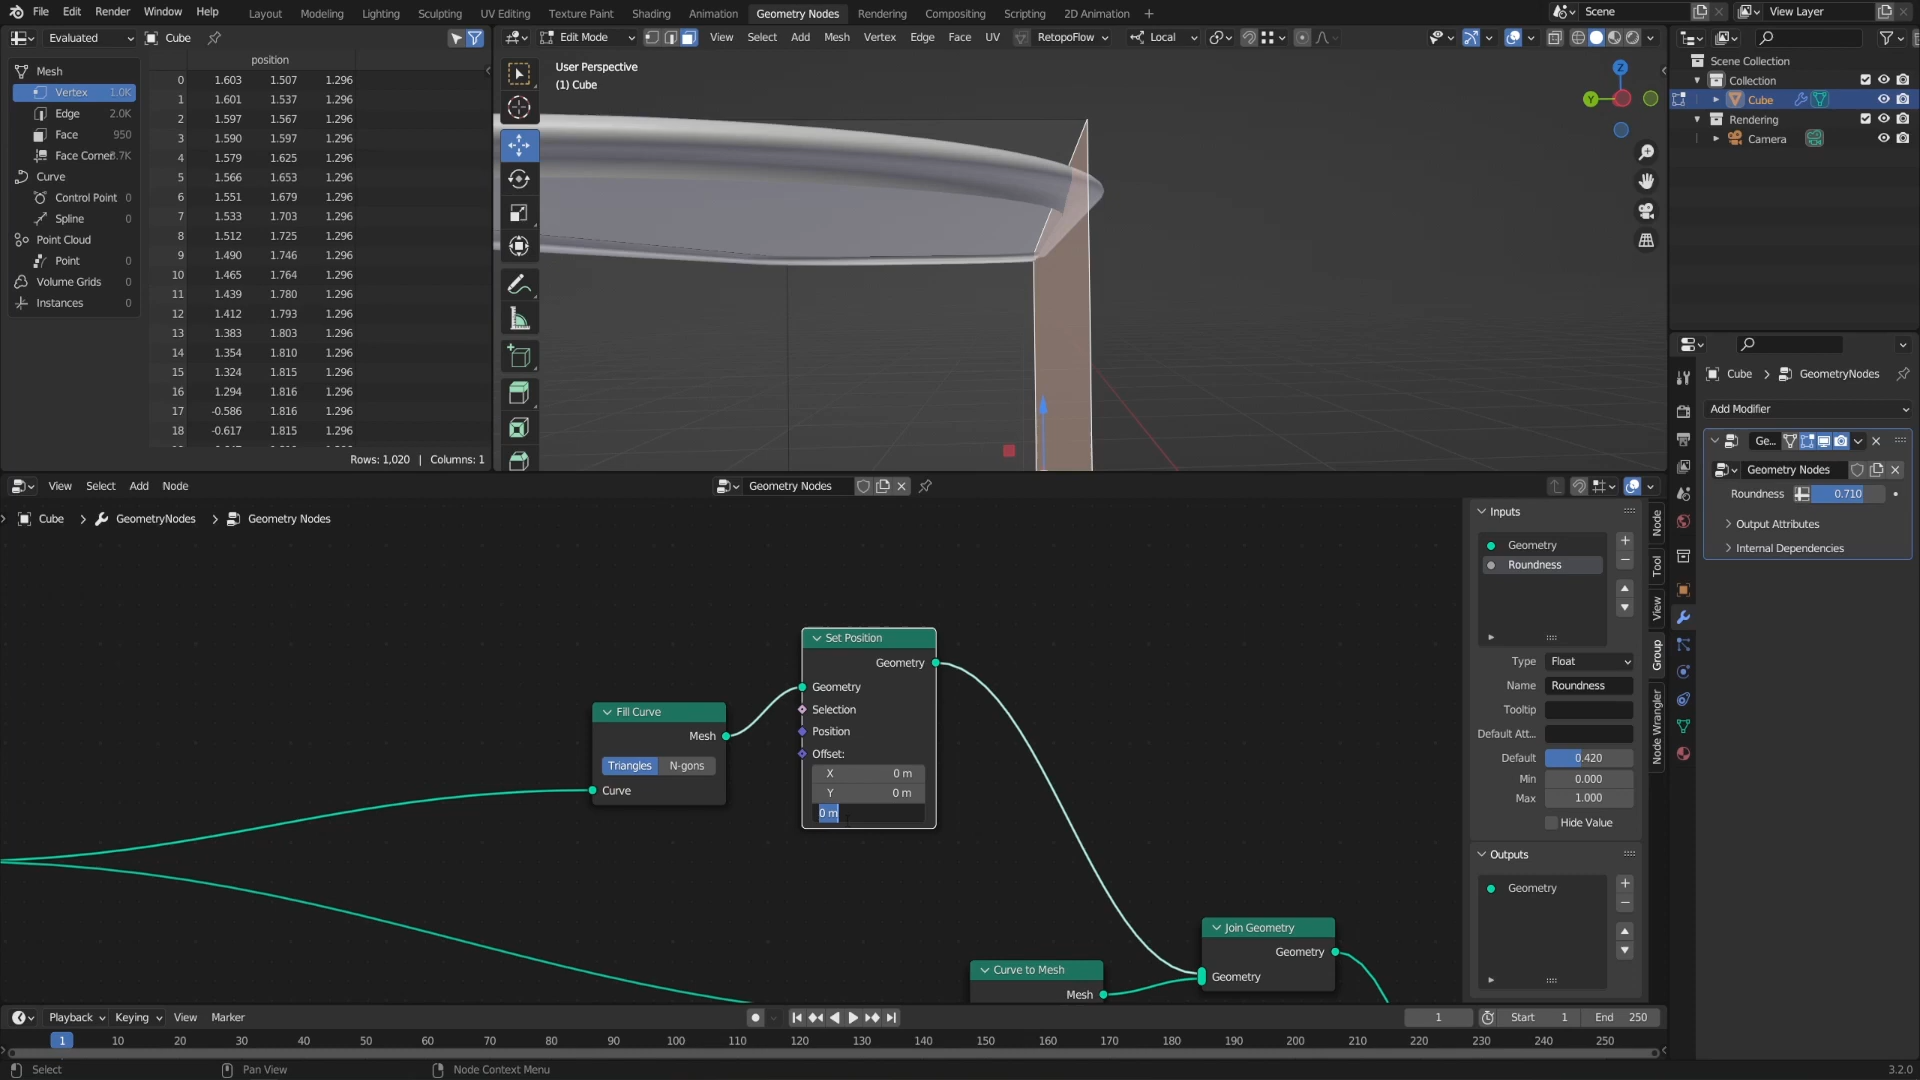 File Edit Render Window Help Layout Modeling Lighting Sculpting UV Editing Texture Paint Shading Animation Geometry Nodes Rendering Compositing Scripting 2D Animation + Scene View Layer
Evaluated Cube
Edit Mode View Select Add Mesh Vertex Edge Face UV RetopoFlow Local
position
Mesh
Vertex 1.0K
Edge 2.0K
Face 950
Face Corner 3.7K
Curve
Control Point 0
Spline 0
Point Cloud
Point 0
Volume Grids 0
Instances 0
0 1.603 1.507 1.296
1 1.601 1.537 1.296
2 1.597 1.567 1.296
3 1.590 1.597 1.296
4 1.579 1.625 1.296
5 1.566 1.653 1.296
6 1.551 1.679 1.296
7 1.533 1.703 1.296
8 1.512 1.725 1.296
9 1.490 1.746 1.296
10 1.465 1.764 1.296
11 1.439 1.780 1.296
12 1.412 1.793 1.296
13 1.383 1.803 1.296
14 1.354 1.810 1.296
15 1.324 1.815 1.296
16 1.294 1.816 1.296
17 -0.586 1.816 1.296
18 -0.617 1.815 1.296
Rows: 1,020 | Columns: 1
User Perspective
(1) Cube
Z
Y
Scene Collection
Collection
Cube
Rendering
Camera
Cube > GeometryNodes
Add Modifier
Ge...
Geometry Nodes
Roundness 0.710
> Output Attributes
> Internal Dependencies
View Select Add Node Geometry Nodes
Cube > GeometryNodes > Geometry Nodes
Fill Curve
Mesh
Triangles N-gons
Curve
Set Position
Geometry
Geometry
Selection
Position
Offset:
X 0 m
Y 0 m
0 m
Curve to Mesh
Mesh
Join Geometry
Geometry
Geometry
Inputs
Geometry
Roundness
Type Float
Name Roundness
Tooltip
Default Att...
Default 0.420
Min 0.000
Max 1.000
Hide Value
Outputs
Geometry
Node
Tool
View
Group
Node Wrangler
Playback Keying View Marker 1 Start 1 End 250
1 10 20 30 40 50 60 70 80 90 100 110 120 130 140 150 160 170 180 190 200 210 220 230 240 250
Select Pan View Node Context Menu 3.2.0